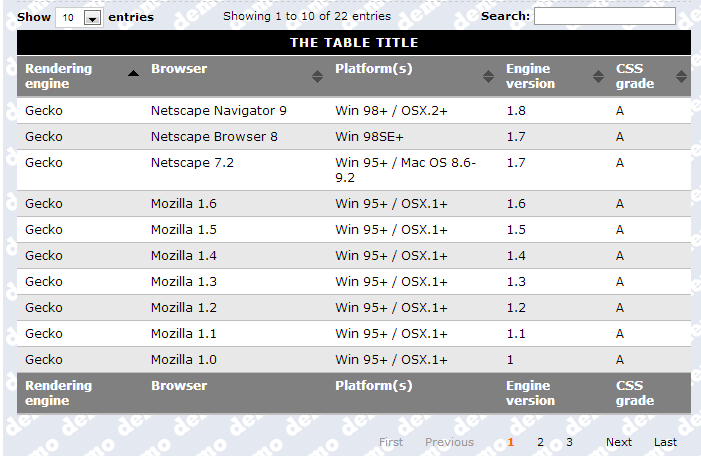 Show 10 entries Showing 1 to 10 of 22 entries Search:
THE TABLE TITLE
Rendering engine Browser Platform(s) Engine version CSS grade
Gecko Netscape Navigator 9 Win 98+ / OSX.2+ 1.8 A
Gecko Netscape Browser 8 Win 98SE+ 1.7 A
Gecko Netscape 7.2 Win 95+ / Mac OS 8.6-9.2 1.7 A
Gecko Mozilla 1.6 Win 95+ / OSX.1+ 1.6 A
Gecko Mozilla 1.5 Win 95+ / OSX.1+ 1.5 A
Gecko Mozilla 1.4 Win 95+ / OSX.1+ 1.4 A
Gecko Mozilla 1.3 Win 95+ / OSX.1+ 1.3 A
Gecko Mozilla 1.2 Win 95+ / OSX.1+ 1.2 A
Gecko Mozilla 1.1 Win 95+ / OSX.1+ 1.1 A
Gecko Mozilla 1.0 Win 95+ / OSX.1+ 1 A
Rendering engine Browser Platform(s) Engine version CSS grade
First Previous 1 2 3 Next Last